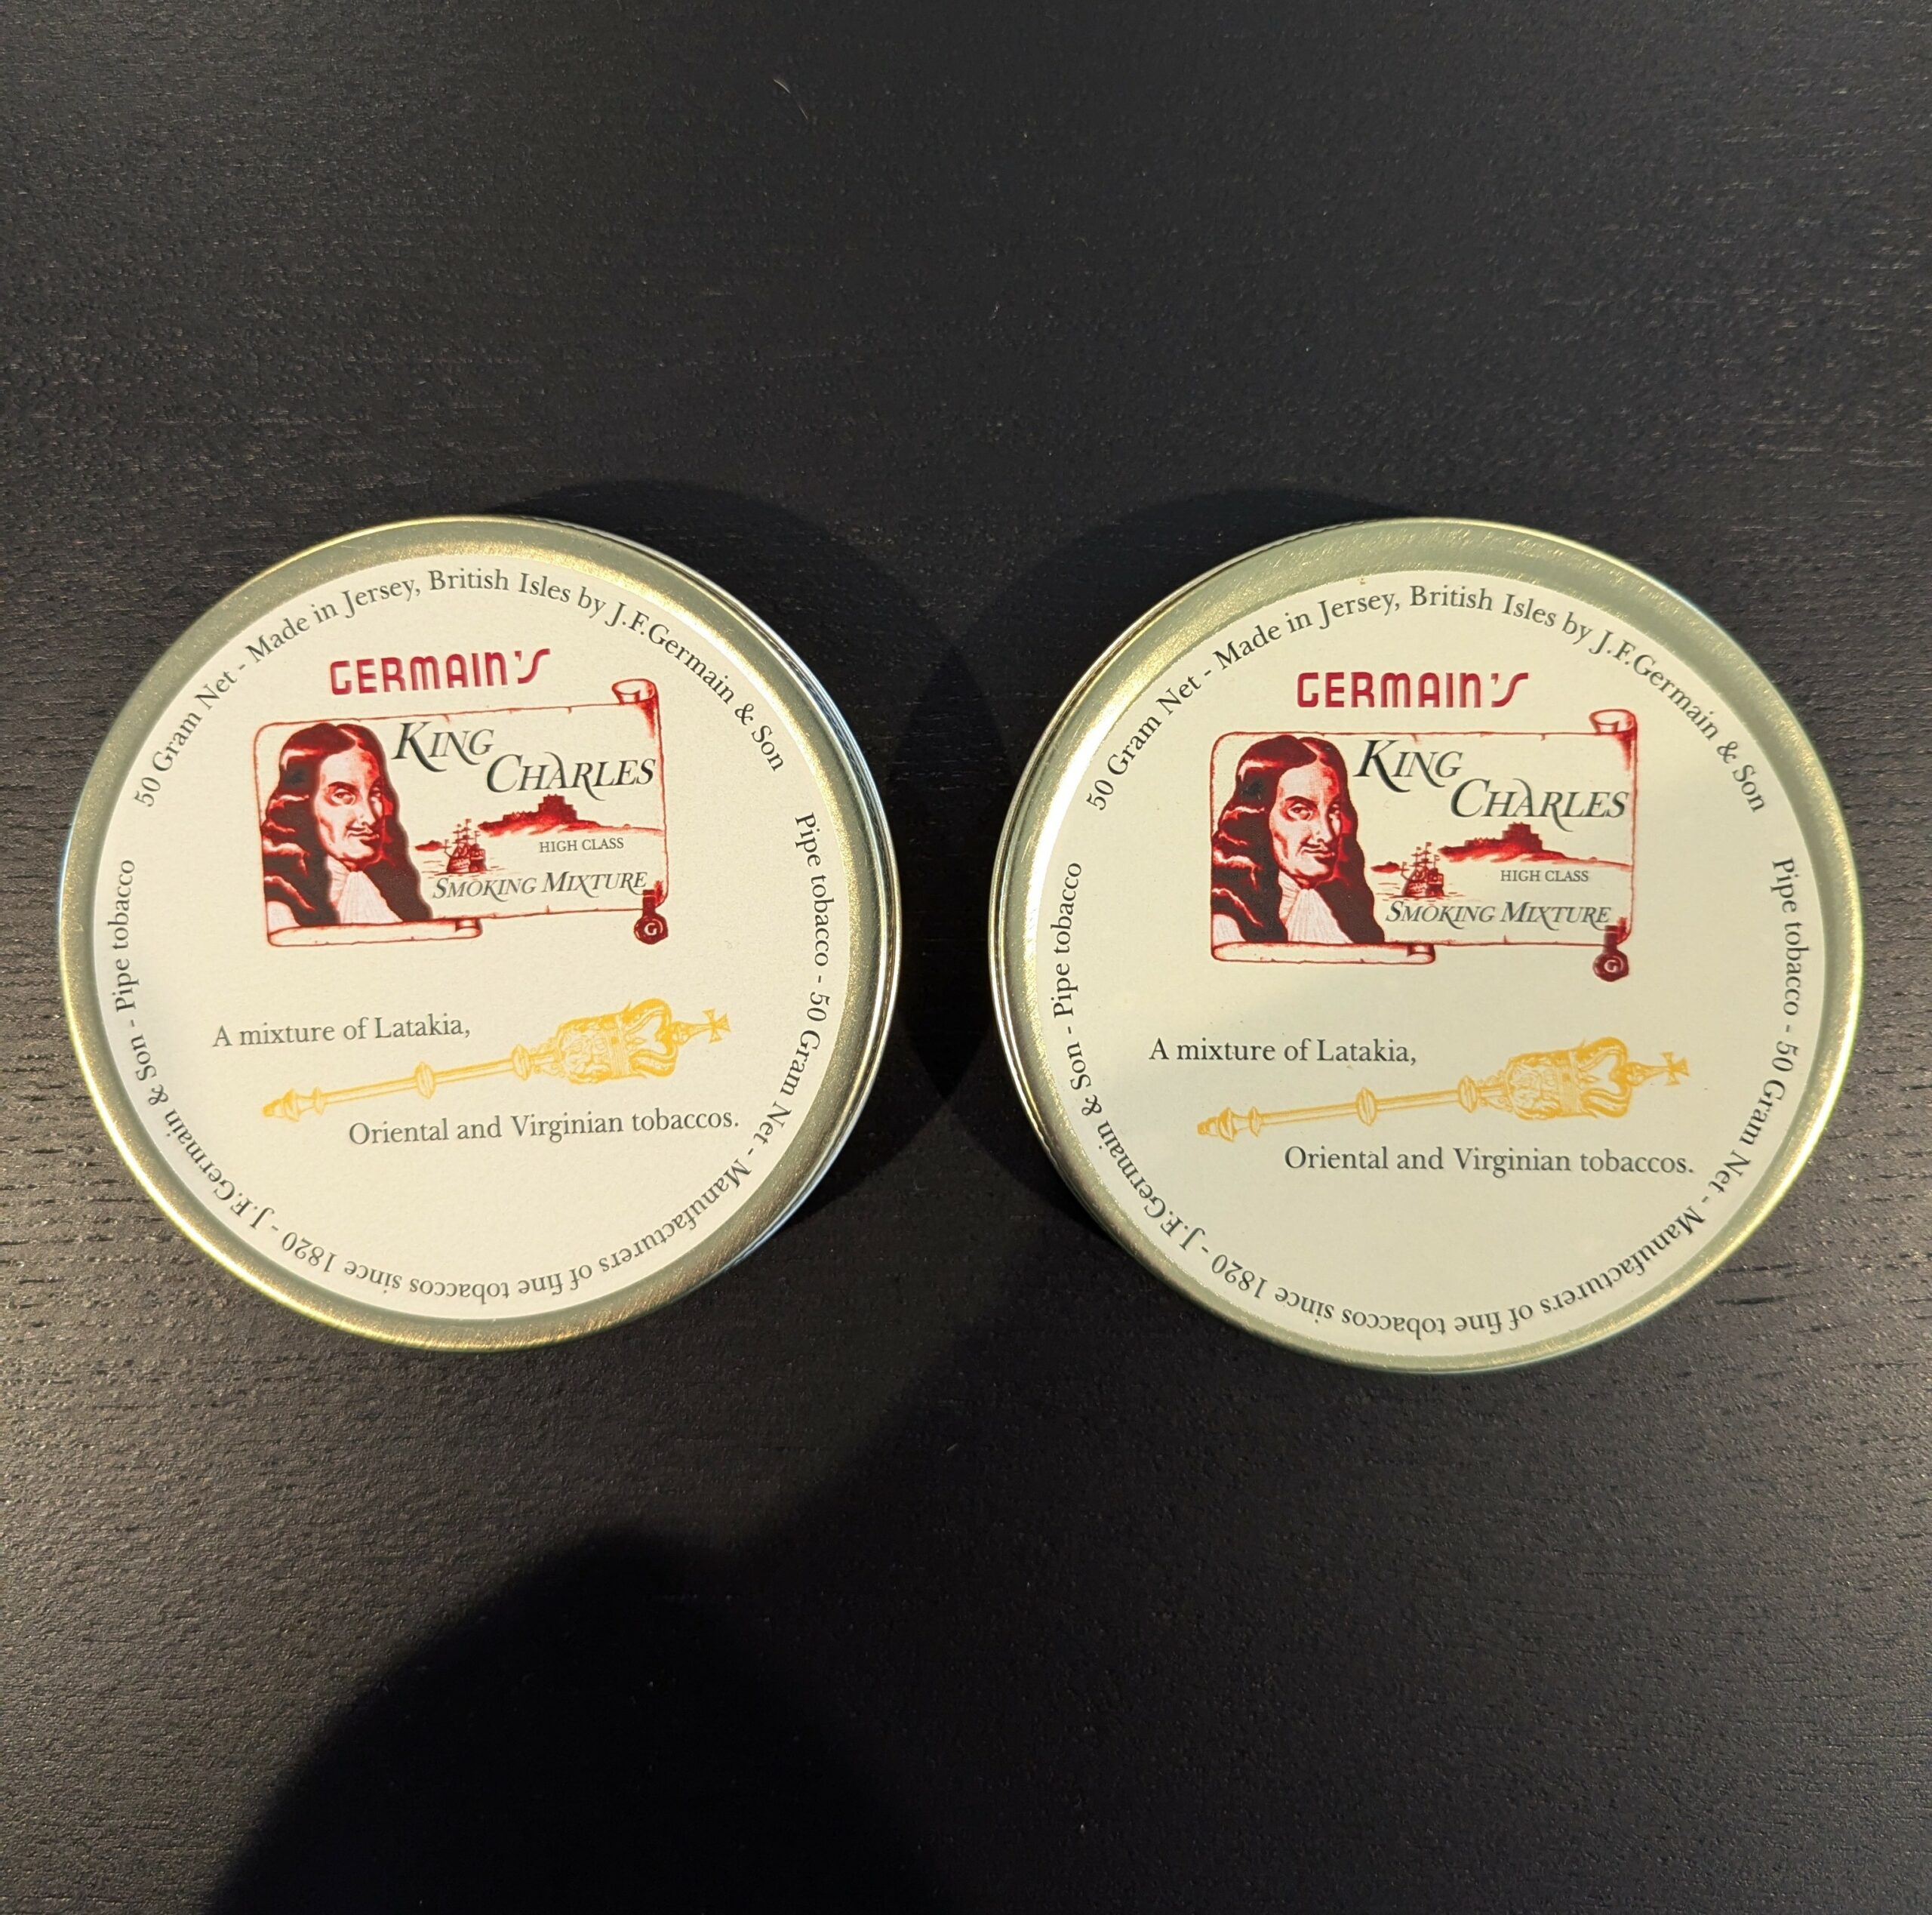 50 Gram Net - Made in Jersey, British Isles by J.F.Germain & Son
Pipe tobacco - 50 Gram Net - Manufacturers of fine tobaccos since 1820 - J.F.Germain & Son - Pipe tobacco
GERMAIN'S
KING
CHARLES
HIGH CLASS
SMOKING MIXTURE
G
A mixture of Latakia,
Oriental and Virginian tobaccos.
50 Gram Net - Made in Jersey, British Isles by J.F.Germain & Son
Pipe tobacco - 50 Gram Net - Manufacturers of fine tobaccos since 1820 - J.F.Germain & Son - Pipe tobacco
GERMAIN'S
KING
CHARLES
HIGH CLASS
SMOKING MIXTURE
G
A mixture of Latakia,
Oriental and Virginian tobaccos.